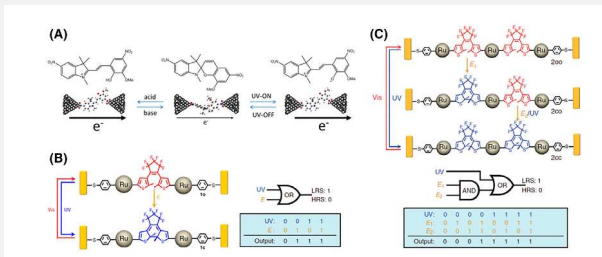 (A)
acid
base
UV-ON
UV-OFF
e⁻
e⁻
e⁻
(B)
Vis
UV
Ru
Ru
1o
E
Ru
Ru
1c
UV
E
OR
LRS: 1
HRS: 0
UV: 0 0 1 1
E: 0 1 0 1
Output: 0 1 1 1
(C)
Vis
UV
Ru
Ru
Ru
2oo
E₁
Ru
Ru
Ru
2co
E₂/UV
Ru
Ru
Ru
2cc
UV
E₁
E₂
AND
OR
LRS: 1
HRS: 0
UV: 0 0 0 0 1 1 1 1
E₁: 0 1 0 1 0 1 0 1
E₂: 0 0 1 1 0 0 1 1
Output: 0 0 0 1 1 1 1 1